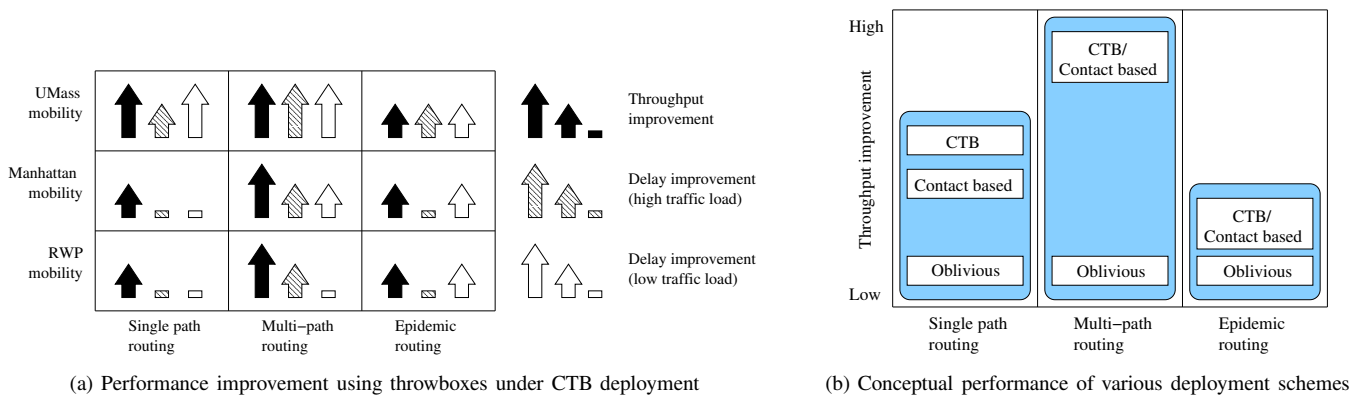 UMass
mobility
Manhattan
mobility
RWP
mobility
Single path
routing
Multi−path
routing
Epidemic
routing
Throughput
improvement
Delay improvement
(high traffic load)
Delay improvement
(low traffic load)
(a) Performance improvement using throwboxes under CTB deployment
High
Throughput improvement
Low
CTB
Contact based
Oblivious
CTB/
Contact based
Oblivious
CTB/
Contact based
Oblivious
Single path
routing
Multi−path
routing
Epidemic
routing
(b) Conceptual performance of various deployment schemes